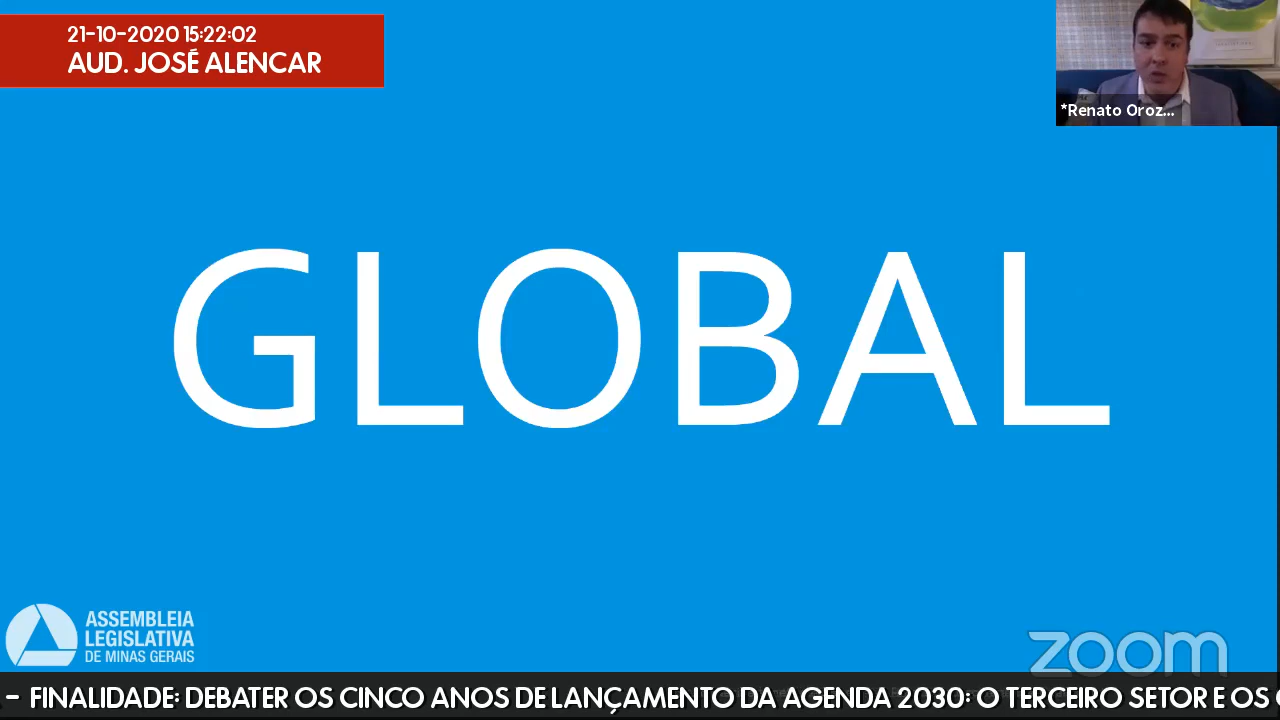 21-10-2020 15:22:02
AUD. JOSÉ ALENCAR
*Renato Oroz...
GLOBAL
ASSEMBLEIA
LEGISLATIVA
DE MINAS GERAIS
zoom
- FINALIDADE: DEBATER OS CINCO ANOS DE LANÇAMENTO DA AGENDA 2030: O TERCEIRO SETOR E OS